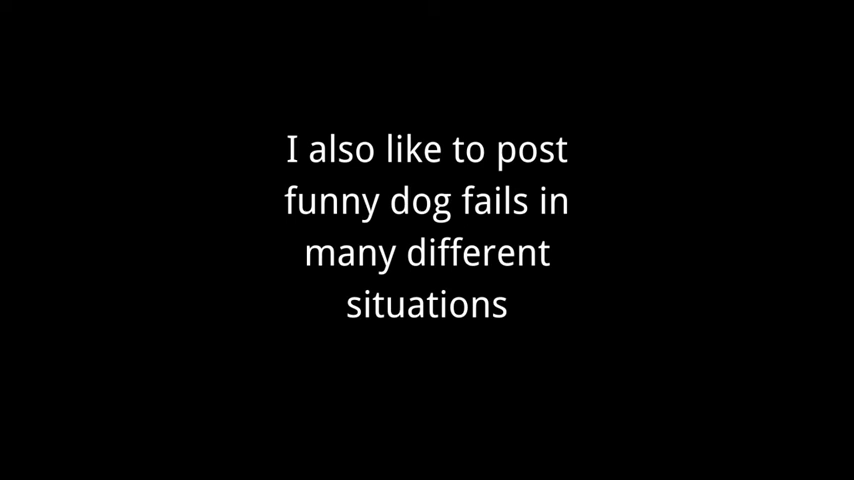 I also like to post
funny dog fails in
many different
situations